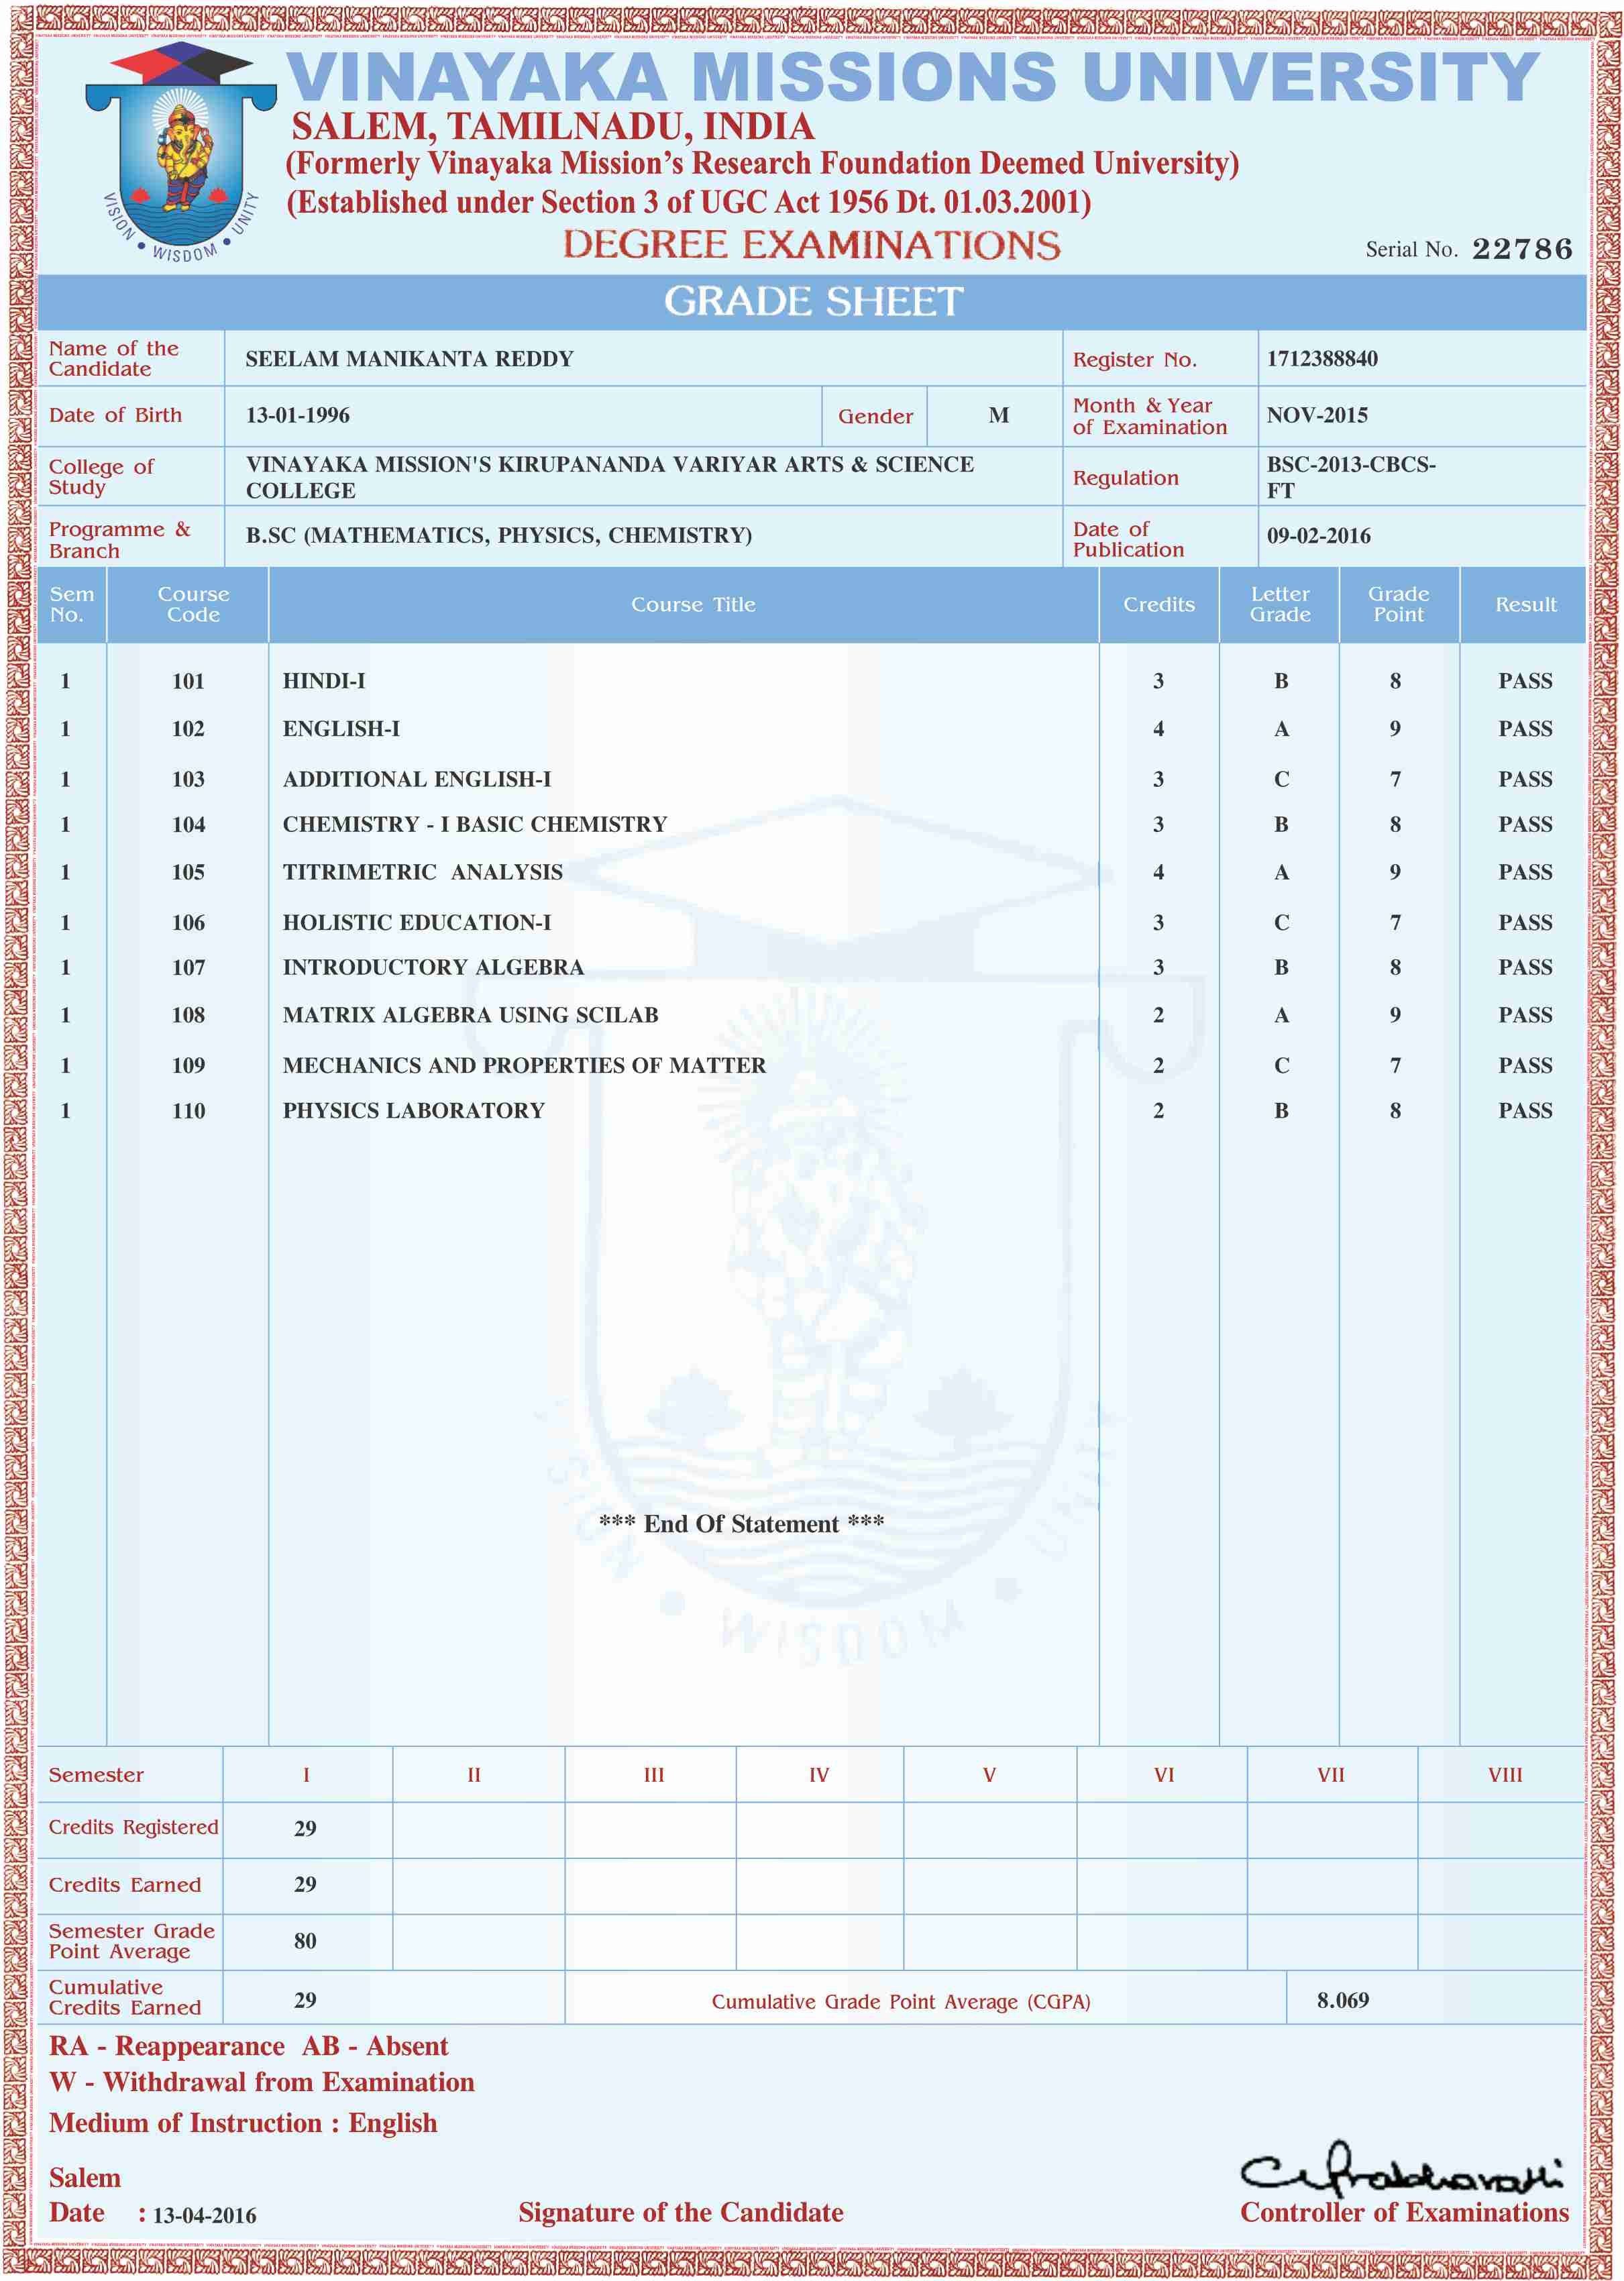 VINAYAKA MISSIONS UNIVERSITY
SALEM, TAMILNADU, INDIA
(Formerly Vinayaka Mission's Research Foundation Deemed University)
(Established under Section 3 of UGC Act 1956 Dt. 01.03.2001)
VISION • WISDOM • UNITY
DEGREE EXAMINATIONS
Serial No. 22786
GRADE SHEET
Name of the Candidate SEELAM MANIKANTA REDDY Register No. 1712388840
Date of Birth 13-01-1996 Gender M Month & Year of Examination NOV-2015
College of Study VINAYAKA MISSION'S KIRUPANANDA VARIYAR ARTS & SCIENCE COLLEGE Regulation BSC-2013-CBCS-FT
Programme & Branch B.SC (MATHEMATICS, PHYSICS, CHEMISTRY) Date of Publication 09-02-2016
Sem No. Course Code Course Title Credits Letter Grade Grade Point Result
1 101 HINDI-I 3 B 8 PASS
1 102 ENGLISH-I 4 A 9 PASS
1 103 ADDITIONAL ENGLISH-I 3 C 7 PASS
1 104 CHEMISTRY - I BASIC CHEMISTRY 3 B 8 PASS
1 105 TITRIMETRIC ANALYSIS 4 A 9 PASS
1 106 HOLISTIC EDUCATION-I 3 C 7 PASS
1 107 INTRODUCTORY ALGEBRA 3 B 8 PASS
1 108 MATRIX ALGEBRA USING SCILAB 2 A 9 PASS
1 109 MECHANICS AND PROPERTIES OF MATTER 2 C 7 PASS
1 110 PHYSICS LABORATORY 2 B 8 PASS
*** End Of Statement ***
VISION • WISDOM • UNITY
Semester I II III IV V VI VII VIII
Credits Registered 29
Credits Earned 29
Semester Grade Point Average 80
Cumulative Credits Earned 29 Cumulative Grade Point Average (CGPA) 8.069
RA - Reappearance AB - Absent
W - Withdrawal from Examination
Medium of Instruction : English
Salem
Date : 13-04-2016 Signature of the Candidate Controller of Examinations